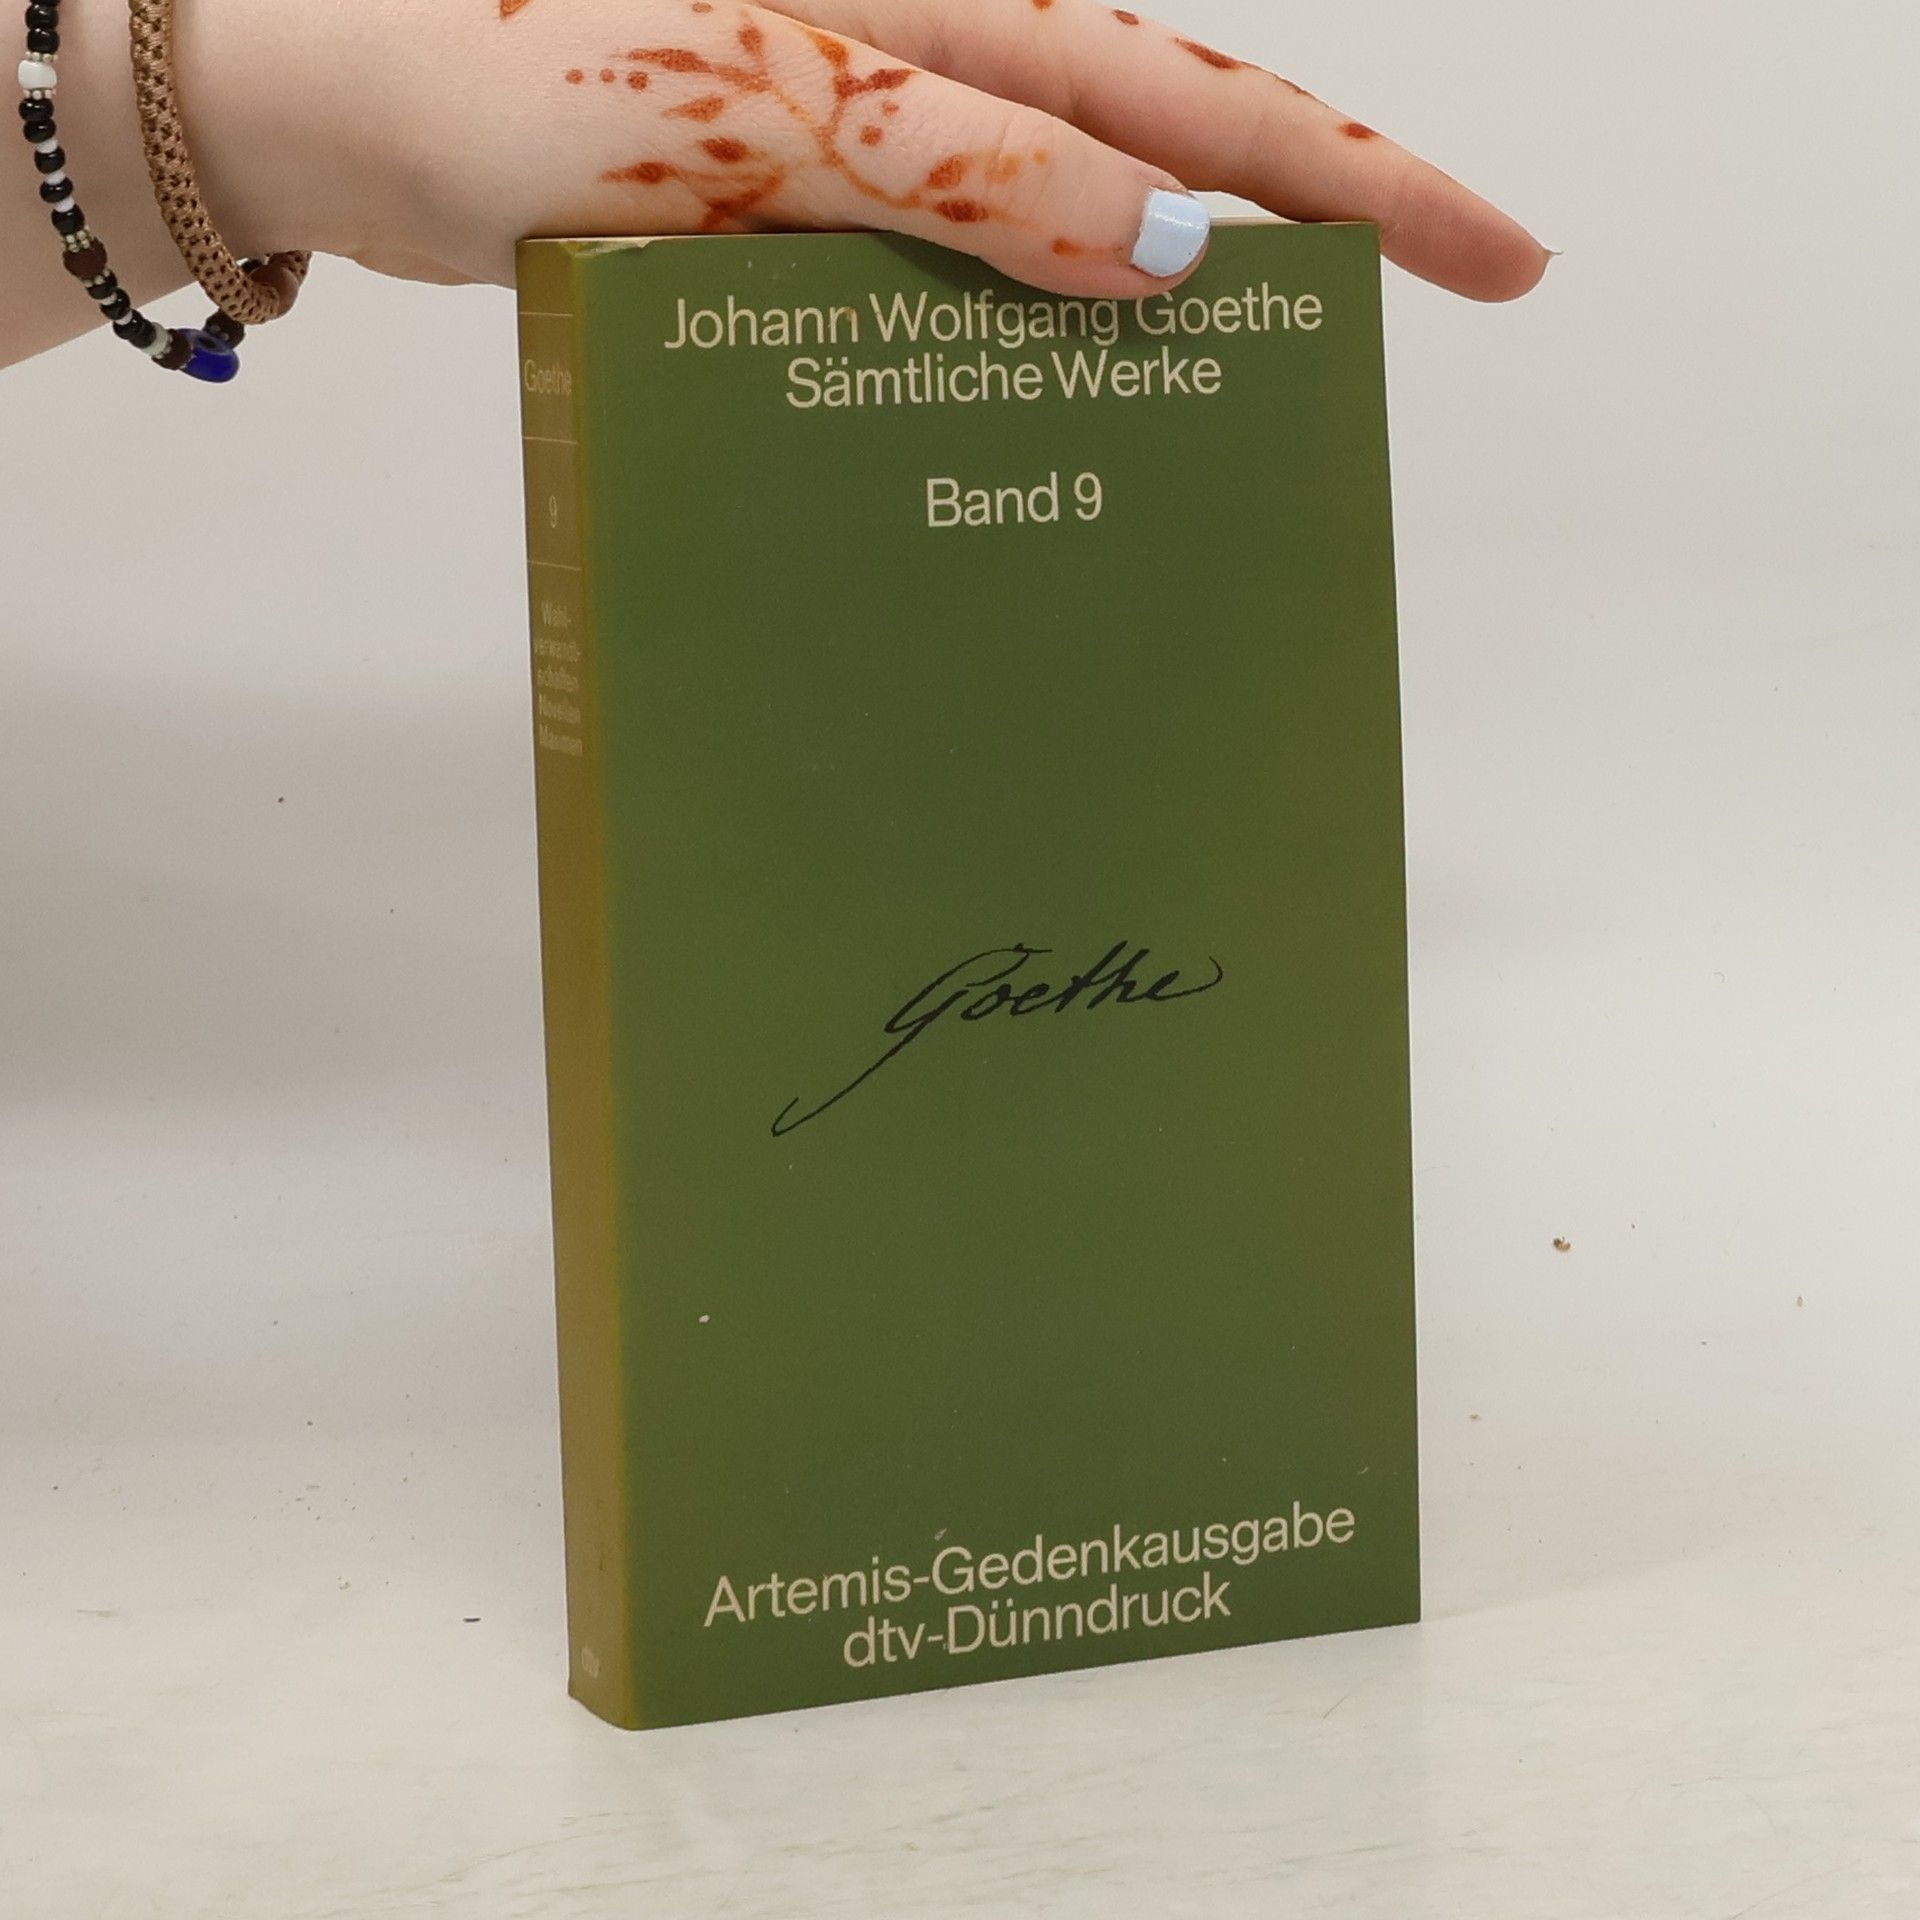 Johann Wolfgang Goethe
Sämtliche Werke
Band 9
Goethe
Artemis-Gedenkausgabe
dtv-Dünndruck
Goethe
9
Wahl-
verwandt-
schaften
Novellen
Maximen
dtv